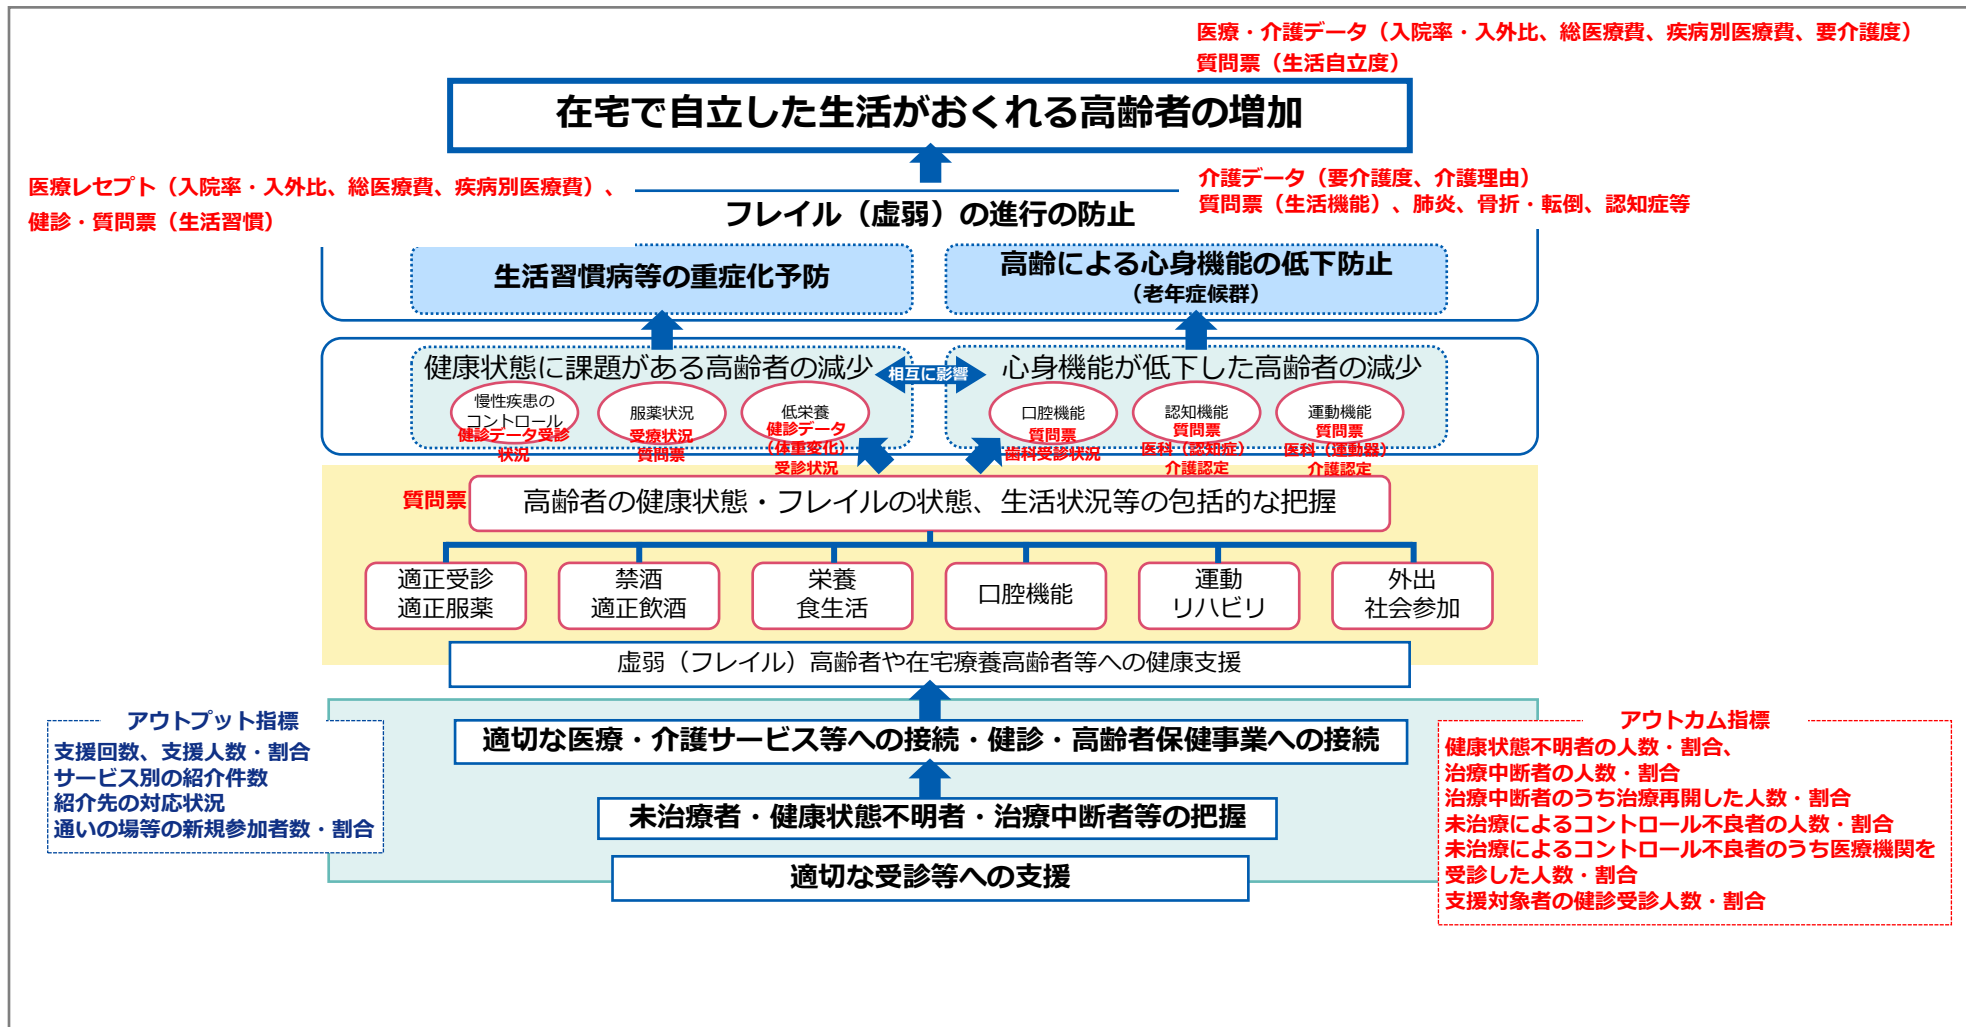 医療・介護データ（入院率・入外比、総医療費、疾病別医療費、要介護度）
質問票（生活自立度）
在宅で自立した生活がおくれる高齢者の増加
医療レセプト（入院率・入外比、総医療費、疾病別医療費）、
健診・質問票（生活習慣）
介護データ（要介護度、介護理由）
質問票（生活機能）、肺炎、骨折・転倒、認知症等
フレイル（虚弱）の進行の防止
生活習慣病等の重症化予防
高齢による心身機能の低下防止
（老年症候群）
健康状態に課題がある高齢者の減少
相互に影響
心身機能が低下した高齢者の減少
慢性疾患の
コントロール
健診データ受診
状況
服薬状況
受療状況
質問票
低栄養
健診データ
（体重変化）
受診状況
口腔機能
質問票
歯科受診状況
認知機能
質問票
医科（認知症）
介護認定
運動機能
質問票
医科（運動器）
介護認定
質問票
高齢者の健康状態・フレイルの状態、生活状況等の包括的な把握
適正受診
適正服薬
禁酒
適正飲酒
栄養
食生活
口腔機能
運動
リハビリ
外出
社会参加
虚弱（フレイル）高齢者や在宅療養高齢者等への健康支援
適切な医療・介護サービス等への接続・健診・高齢者保健事業への接続
未治療者・健康状態不明者・治療中断者等の把握
適切な受診等への支援
アウトプット指標
支援回数、支援人数・割合
サービス別の紹介件数
紹介先の対応状況
通いの場等の新規参加者数・割合
アウトカム指標
健康状態不明者の人数・割合、
治療中断者の人数・割合
治療中断者のうち治療再開した人数・割合
未治療によるコントロール不良者の人数・割合
未治療によるコントロール不良者のうち医療機関を
受診した人数・割合
支援対象者の健診受診人数・割合